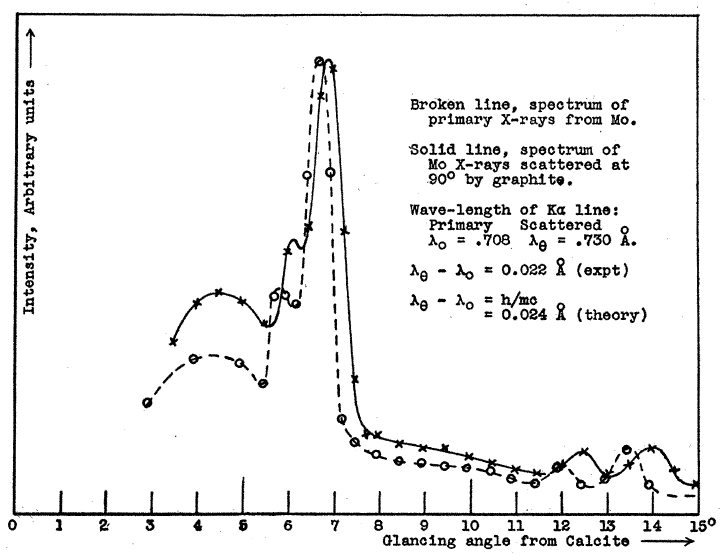 Intensity, Arbitrary units
Broken line, spectrum of
primary X-rays from Mo.
Solid line, spectrum of
Mo X-rays scattered at
90° by graphite.
Wave-length of Kα line:
Primary Scattered
λ₀ = .708 λθ = .730 Å.
λθ - λ₀ = 0.022 Å (expt)
λθ - λ₀ = h/mc
= 0.024 Å (theory)
0 1 2 3 4 5 6 7 8 9 10 11 12 13 14 15°
Glancing angle from Calcite